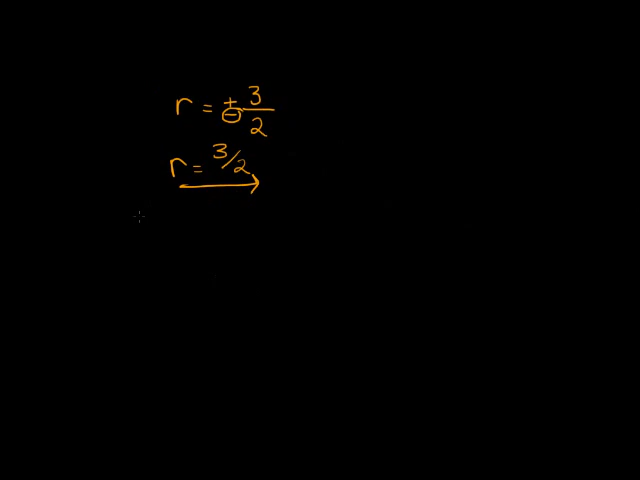 r = ± 3/2
r = 3/2